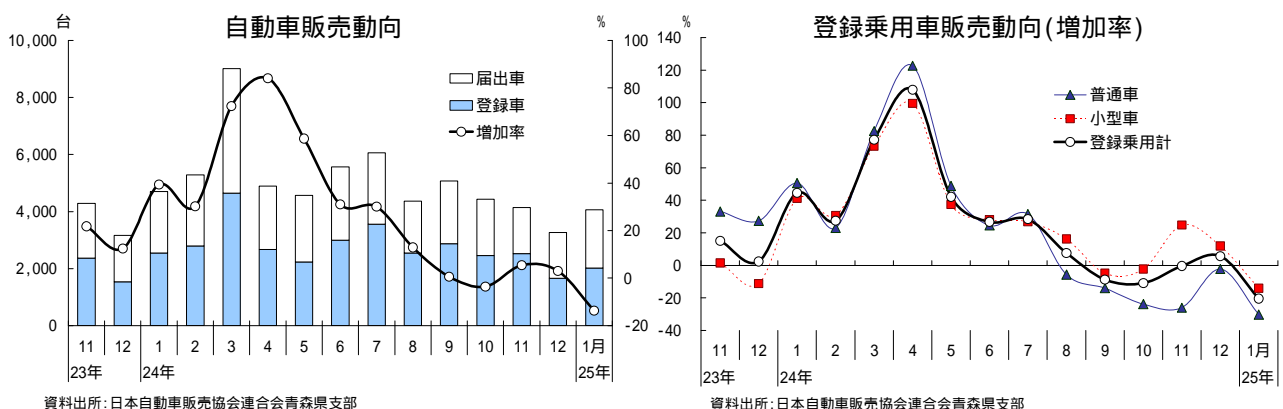 自動車販売動向
台
%
10,000
8,000
6,000
4,000
2,000
0
100
80
60
40
20
0
-20
届出車
登録車
増加率
11 12 1 2 3 4 5 6 7 8 9 10 11 12 1月
23年 24年 25年
資料出所:日本自動車販売協会連合会青森県支部
登録乗用車販売動向(増加率)
%
140
120
100
80
60
40
20
0
-20
-40
普通車
小型車
登録乗用計
11 12 1 2 3 4 5 6 7 8 9 10 11 12 1月
23年 24年 25年
資料出所:日本自動車販売協会連合会青森県支部